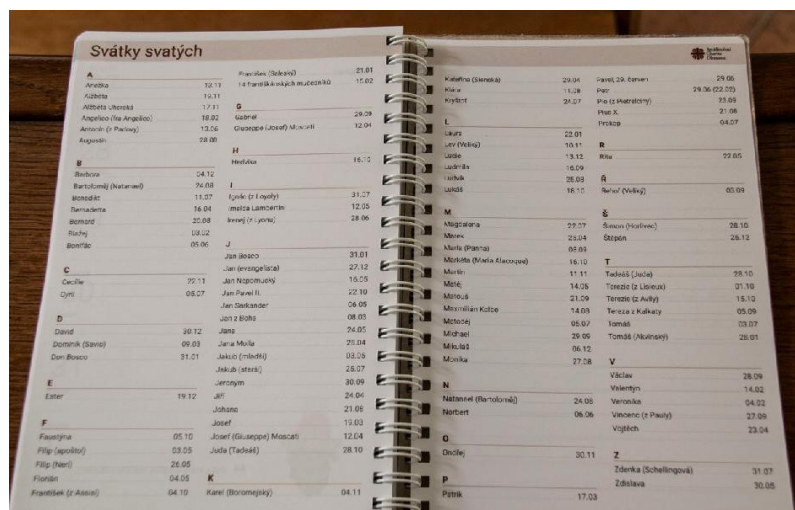 Svátky svatých
A
Anežka 13.11
Alžběta 19.11
Alžběta Uherská 17.11
Angelico (fra Angelico) 18.02
Antonín (z Padovy) 13.06
Augustin 28.08
B
Barbora 04.12
Bartoloměj (Natanael) 24.08
Benedikt 11.07
Bernadetta 16.04
Bernard 20.08
Blažej 03.02
Bonifác 05.06
C
Cecílie 22.11
Cyril 05.07
D
David 30.12
Dominik (Savio) 09.03
Don Bosco 31.01
E
Ester 19.12
F
Faustýna 05.10
Filip (apoštol) 03.05
Filip (Neri) 26.05
Florián 04.05
František (z Assisi) 04.10
František (Saleský) 21.01
14 františkánských mučedníků 15.02
G
Gabriel 29.09
Giuseppe (Josef) Moscati 12.04
H
Hedvika 16.10
I
Ignác (z Loyoly) 31.07
Imelda Lambertini 12.05
Irenej (z Lyonu) 28.06
J
Jan Bosco 31.01
Jan (evangelista) 27.12
Jan Nepomucký 16.05
Jan Pavel II. 22.10
Jan Sarkander 06.05
Jan z Boha 08.03
Jana 24.05
Jana Molla 28.04
Jakub (mladší) 03.05
Jakub (starší) 25.07
Jeroným 30.09
Jiří 24.04
Johana 21.08
Josef 19.03
Josef (Giuseppe) Moscati 12.04
Juda (Tadeáš) 28.10
K
Karel (Boromejský) 04.11
Kateřina (Sienská) 29.04
Klára 11.08
Kryštof 24.07
L
Laura 22.01
Lev (Veliký) 10.11
Lucie 13.12
Ludmila 16.09
Ludvík 25.08
Lukáš 18.10
M
Magdalena 22.07
Marek 25.04
Maria (Panna) 08.09
Markéta (Maria Alacoque) 16.10
Martin 11.11
Matěj 14.05
Matouš 21.09
Maxmilián Kolbe 14.08
Metoděj 05.07
Michael 29.09
Mikuláš 06.12
Monika 27.08
N
Natanael (Bartoloměj) 24.08
Norbert 06.06
O
Ondřej 30.11
P
Patrik 17.03
Pavel, 29. červen 29.06
Petr 29.06 (22.02)
Pio (z Pietrelciny) 23.09
Pius X. 21.08
Prokop 04.07
R
Rita 22.05
Ř
Řehoř (Veliký) 03.09
Š
Šimon (Horlivec) 28.10
Štěpán 26.12
T
Tadeáš (Juda) 28.10
Terezie (z Lisieux) 01.10
Terezie (z Avily) 15.10
Tereza z Kalkaty 05.09
Tomáš 03.07
Tomáš (Akvinský) 28.01
V
Václav 28.09
Valentýn 14.02
Veronika 04.02
Vincenc (z Pauly) 27.09
Vojtěch 23.04
Z
Zdenka (Schellingová) 31.07
Zdislava 30.05